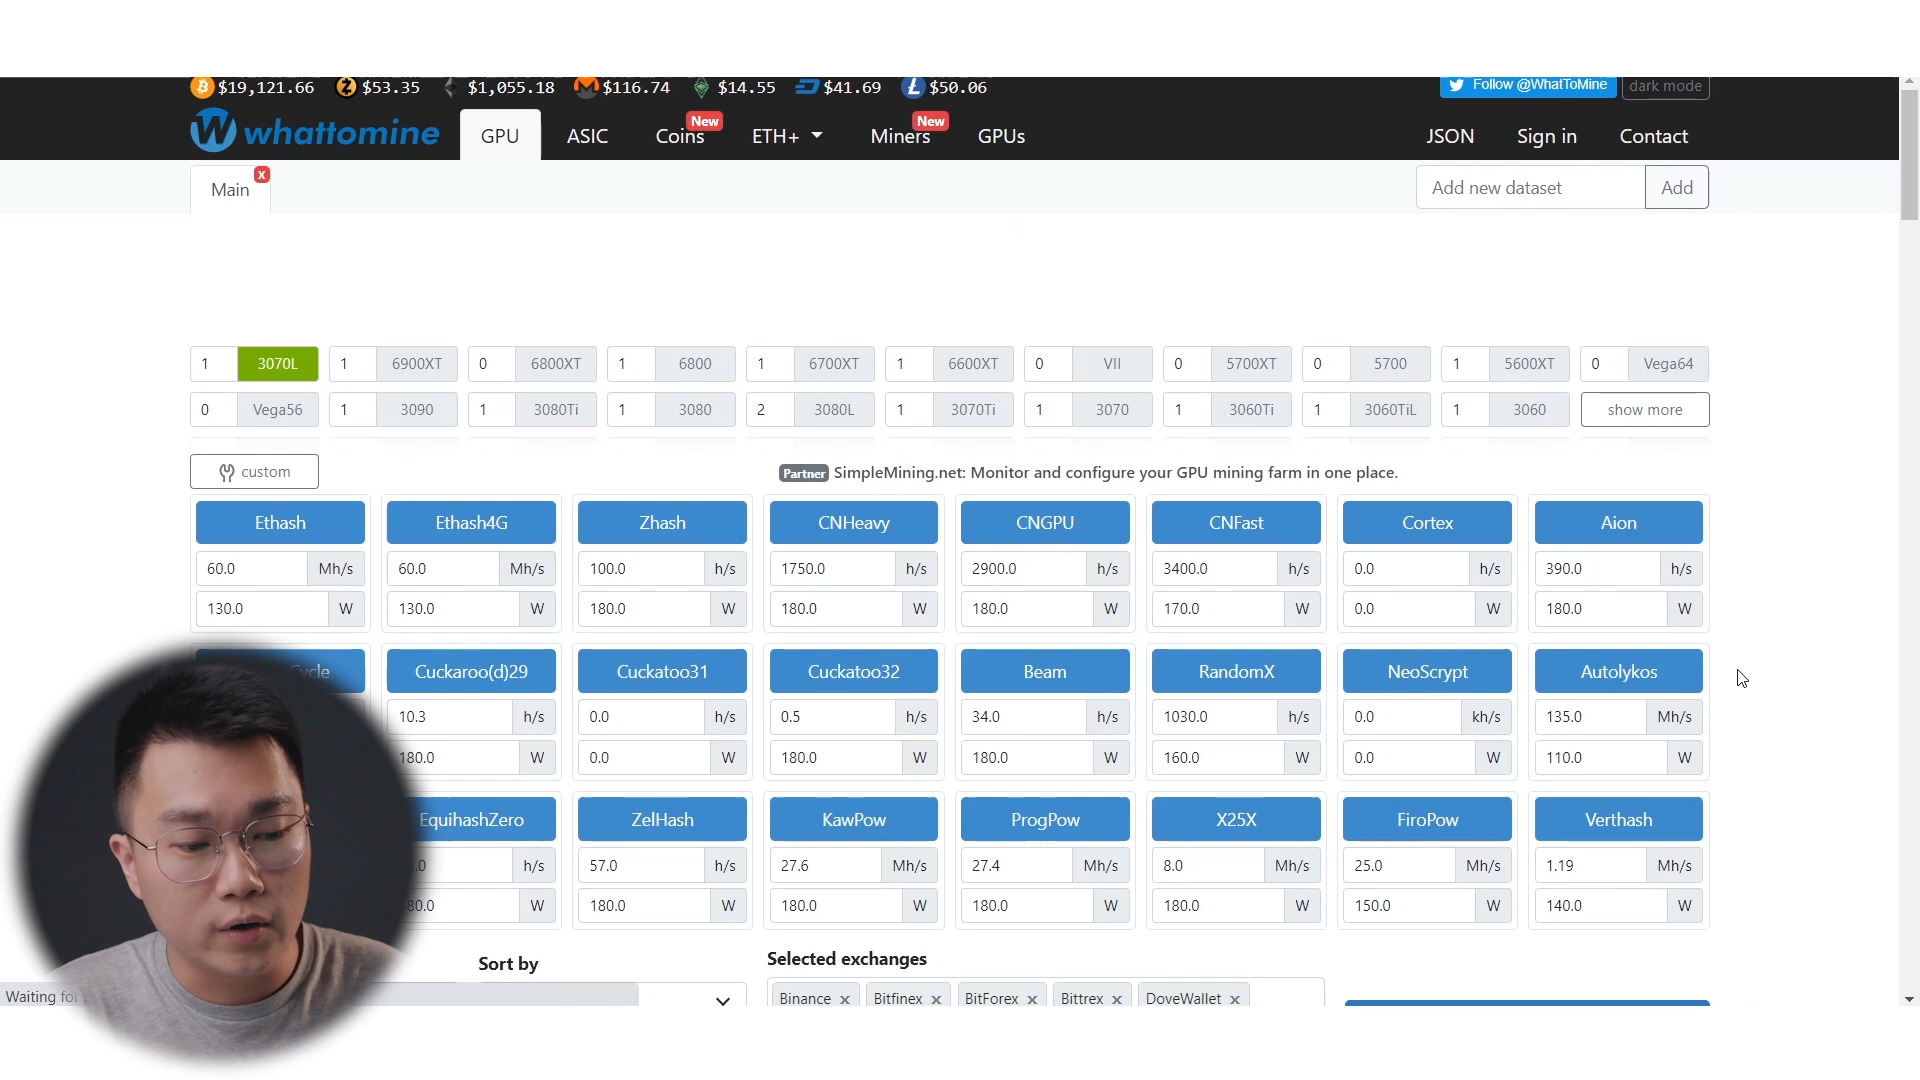 $19,121.66 $53.35 $1,055.18 $116.74 $14.55 $41.69 $50.06 Follow @WhatToMine dark mode
whattomine GPU ASIC Coins New ETH+ Miners New GPUs JSON Sign in Contact
Main x Add new dataset Add
1 3070L 1 6900XT 0 6800XT 1 6800 1 6700XT 1 6600XT 0 VII 0 5700XT 0 5700 1 5600XT 0 Vega64
0 Vega56 1 3090 1 3080Ti 1 3080 2 3080L 1 3070Ti 1 3070 1 3060Ti 1 3060TiL 1 3060 show more
custom Partner SimpleMining.net: Monitor and configure your GPU mining farm in one place.
Ethash Ethash4G Zhash CNHeavy CNGPU CNFast Cortex Aion
60.0 Mh/s 60.0 Mh/s 100.0 h/s 1750.0 h/s 2900.0 h/s 3400.0 h/s 0.0 h/s 390.0 h/s
130.0 W 130.0 W 180.0 W 180.0 W 180.0 W 170.0 W 0.0 W 180.0 W
Cuckaroo(d)29 Cuckatoo31 Cuckatoo32 Beam RandomX NeoScrypt Autolykos
10.3 h/s 0.0 h/s 0.5 h/s 34.0 h/s 1030.0 h/s 0.0 kh/s 135.0 Mh/s
180.0 W 0.0 W 180.0 W 180.0 W 160.0 W 0.0 W 110.0 W
EquihashZero ZelHash KawPow ProgPow X25X FiroPow Verthash
h/s 57.0 h/s 27.6 Mh/s 27.4 Mh/s 8.0 Mh/s 25.0 Mh/s 1.19 Mh/s
W 180.0 W 180.0 W 180.0 W 180.0 W 150.0 W 140.0 W
Sort by Selected exchanges
Waiting for Binance x Bitfinex x BitForex x Bittrex x DoveWallet x